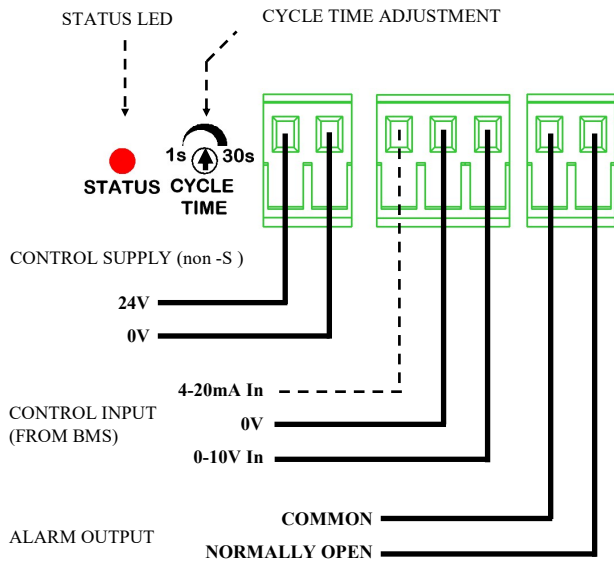 STATUS LED
CYCLE TIME ADJUSTMENT
1s
30s
STATUS
CYCLE
TIME
CONTROL SUPPLY (non -S )
24V
0V
4-20mA In
CONTROL INPUT
(FROM BMS)
0V
0-10V In
COMMON
ALARM OUTPUT
NORMALLY OPEN